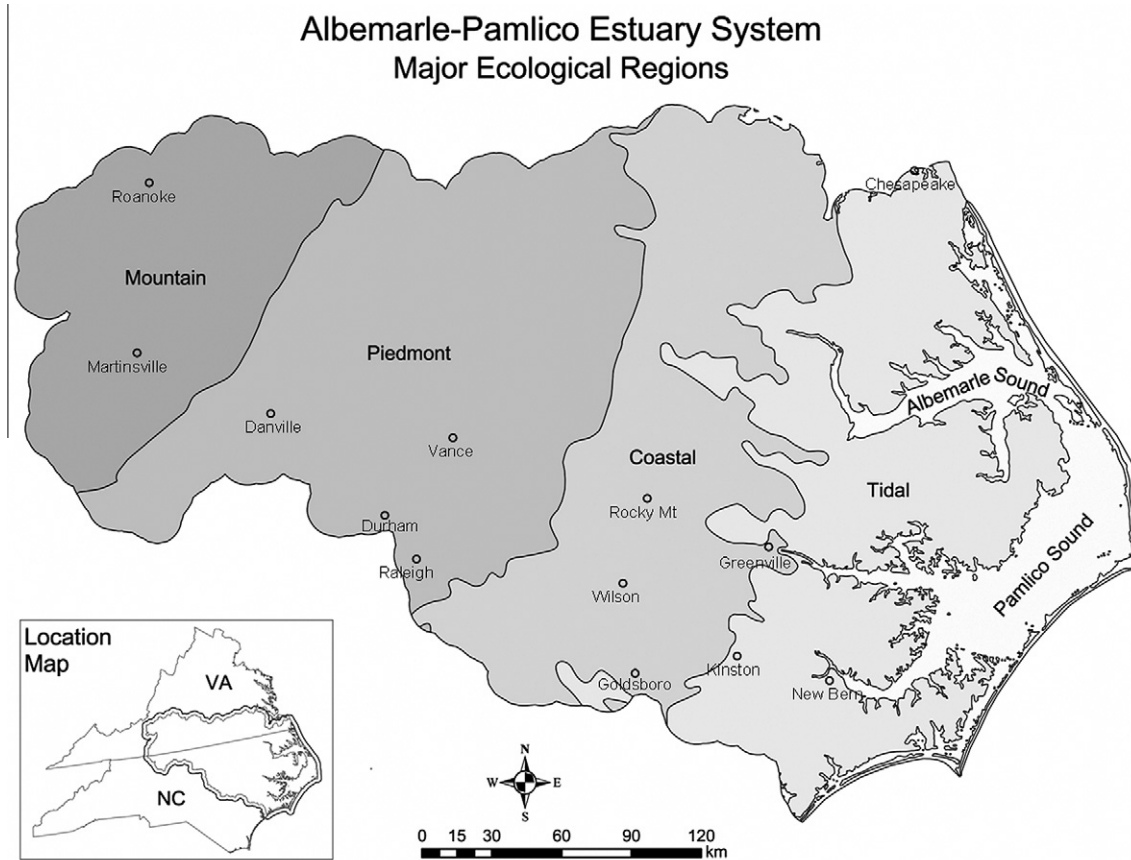 Albemarle-Pamlico Estuary System
Major Ecological Regions
Chesapeake
Roanoke
Mountain
Martinsville
Piedmont
Danville
Vance
Albemarle Sound
Coastal
Rocky Mt
Tidal
Durham
Raleigh
Greenville
Wilson
Pamlico Sound
Goldsboro
Kinston
New Bern
Location
Map
VA
NC
N
W E
S
0 15 30 60 90 120
km